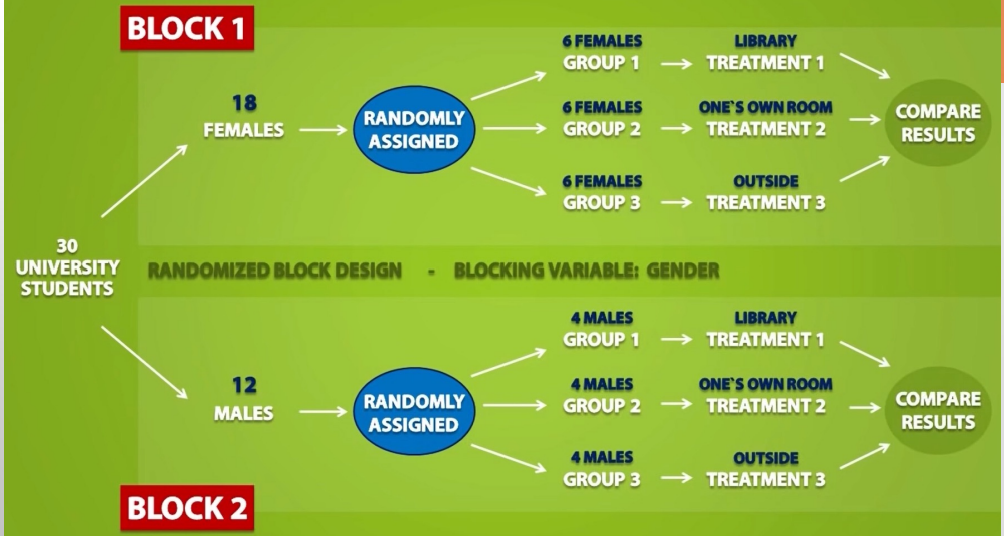 BLOCK 1
30
UNIVERSITY
STUDENTS
18
FEMALES
RANDOMLY
ASSIGNED
6 FEMALES
GROUP 1
LIBRARY
TREATMENT 1
6 FEMALES
GROUP 2
ONE`S OWN ROOM
TREATMENT 2
6 FEMALES
GROUP 3
OUTSIDE
TREATMENT 3
COMPARE
RESULTS
RANDOMIZED BLOCK DESIGN - BLOCKING VARIABLE: GENDER
12
MALES
RANDOMLY
ASSIGNED
4 MALES
GROUP 1
LIBRARY
TREATMENT 1
4 MALES
GROUP 2
ONE`S OWN ROOM
TREATMENT 2
4 MALES
GROUP 3
OUTSIDE
TREATMENT 3
COMPARE
RESULTS
BLOCK 2